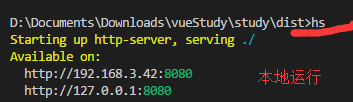 D:\Documents\Downloads\vueStudy\study\dist>hs
Starting up http-server, serving ./
Available on:
http://192.168.3.42:8080
http://127.0.0.1:8080
本地运行